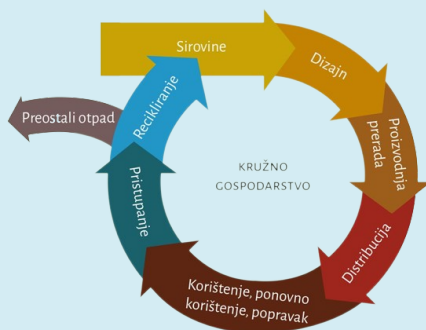 Sirovine
Dizajn
Proizvodnja
prerada
Distribucija
Korištenje, ponovno
korištenje, popravak
Pristupanje
Recikliranje
Preostali otpad
KRUŽNO
GOSPODARSTVO